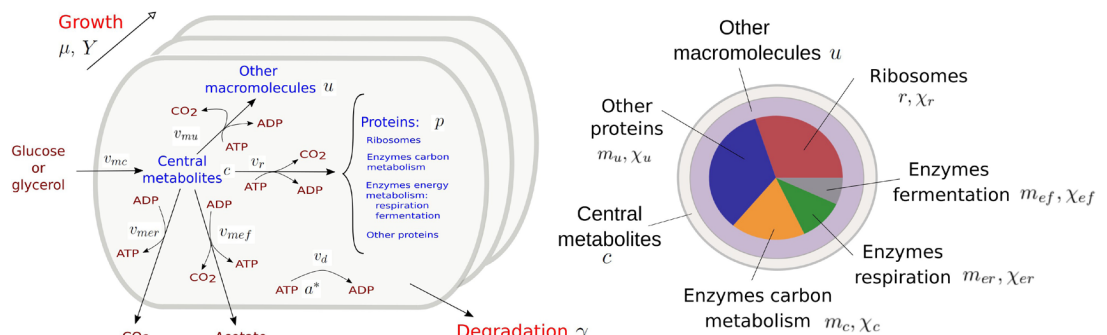 Growth
μ, Y
Other
macromolecules u
CO2
ADP
v_mu
ATP
Glucose
or
glycerol
v_mc
Central
metabolites c
v_r
CO2
ATP
ADP
Proteins: p
Ribosomes
Enzymes carbon
metabolism
Enzymes energy
metabolism:
respiration
fermentation
Other proteins
ADP
v_mer
ATP
ADP
v_mef
ATP
CO2
v_d
ATP a* ADP
CO2
Acetate
Degradation γ
Other
macromolecules u
Ribosomes
r, χ_r
Other
proteins
m_u, χ_u
Enzymes
fermentation m_ef, χ_ef
Central
metabolites
c
Enzymes
respiration m_er, χ_er
Enzymes carbon
metabolism m_c, χ_c